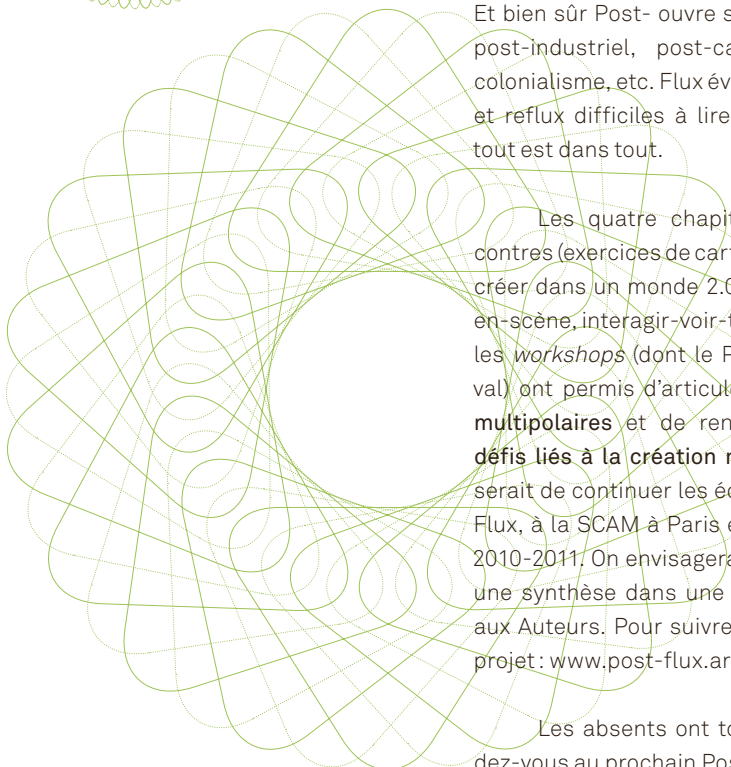 Et bien sûr Post- ouvre s
post-industriel, post-ca
colonialisme, etc. Flux év
et reflux difficiles à lire
tout est dans tout.
Les quatre chapit
contres (exercices de cart
créer dans un monde 2.0
en-scène, interagir-voir-t
les workshops (dont le P
val) ont permis d’articule
multipolaires et de ren
défis liés à la création n
serait de continuer les éc
Flux, à la SCAM à Paris e
2010-2011. On envisagera
une synthèse dans une
aux Auteurs. Pour suivre
projet : www.post-flux.ar
Les absents ont to
dez-vous au prochain Pos